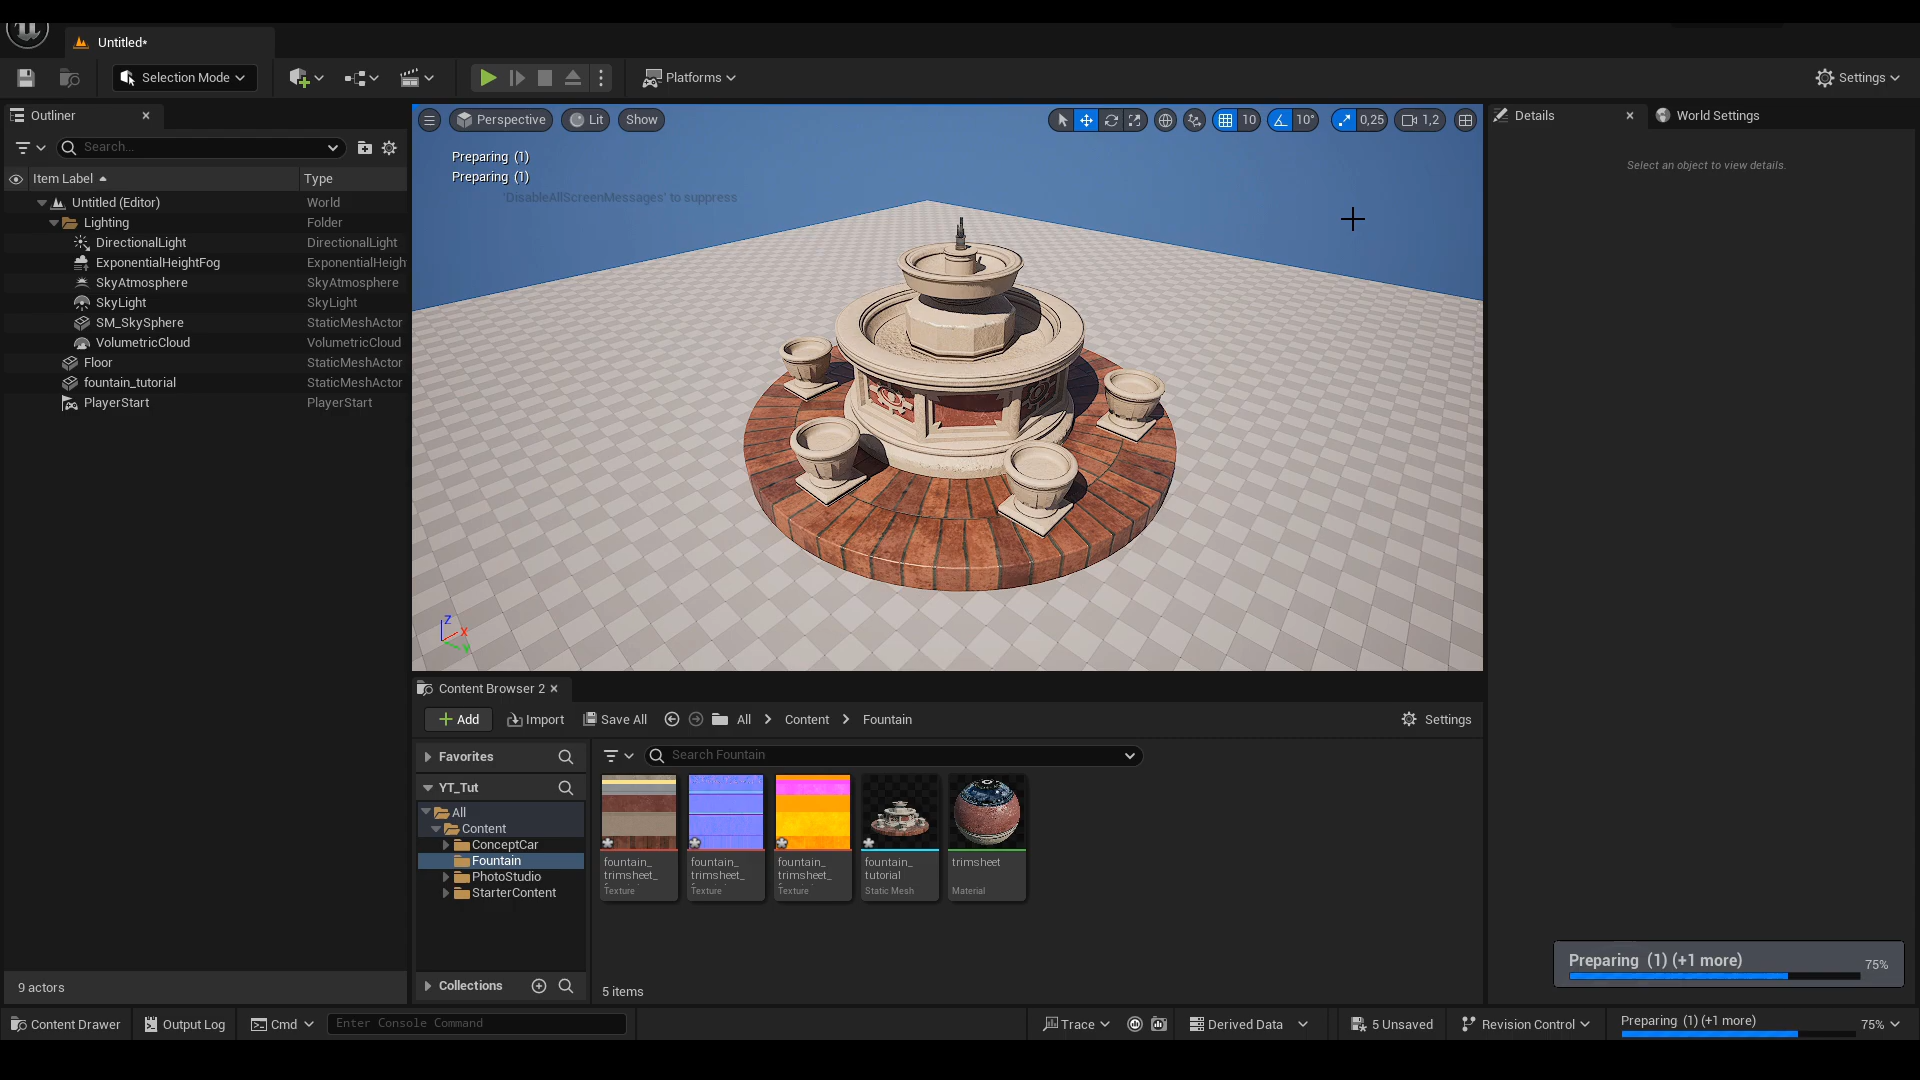 Untitled*
Selection Mode
Platforms
Settings
Outliner
Search...
Item Label
Type
Untitled (Editor)
World
Lighting
Folder
DirectionalLight
DirectionalLight
ExponentialHeightFog
ExponentialHeigh
SkyAtmosphere
SkyAtmosphere
SkyLight
SkyLight
SM_SkySphere
StaticMeshActor
VolumetricCloud
VolumetricCloud
Floor
StaticMeshActor
fountain_tutorial
StaticMeshActor
PlayerStart
PlayerStart
9 actors
Perspective
Lit
Show
10
10°
0,25
1,2
Preparing (1)
Preparing (1)
'DisableAllScreenMessages' to suppress
Z
X
Y
Details
World Settings
Select an object to view details.
Content Browser 2
Add
Import
Save All
All
Content
Fountain
Settings
Favorites
Search Fountain
YT_Tut
All
Content
ConceptCar
Fountain
PhotoStudio
StarterContent
Collections
fountain_
trimsheet_
Texture
fountain_
trimsheet_
Texture
fountain_
trimsheet_
Texture
fountain_
tutorial
Static Mesh
trimsheet
Material
5 items
Preparing (1) (+1 more)
75%
Content Drawer
Output Log
Cmd
Enter Console Command
Trace
Derived Data
5 Unsaved
Revision Control
Preparing (1) (+1 more)
75%